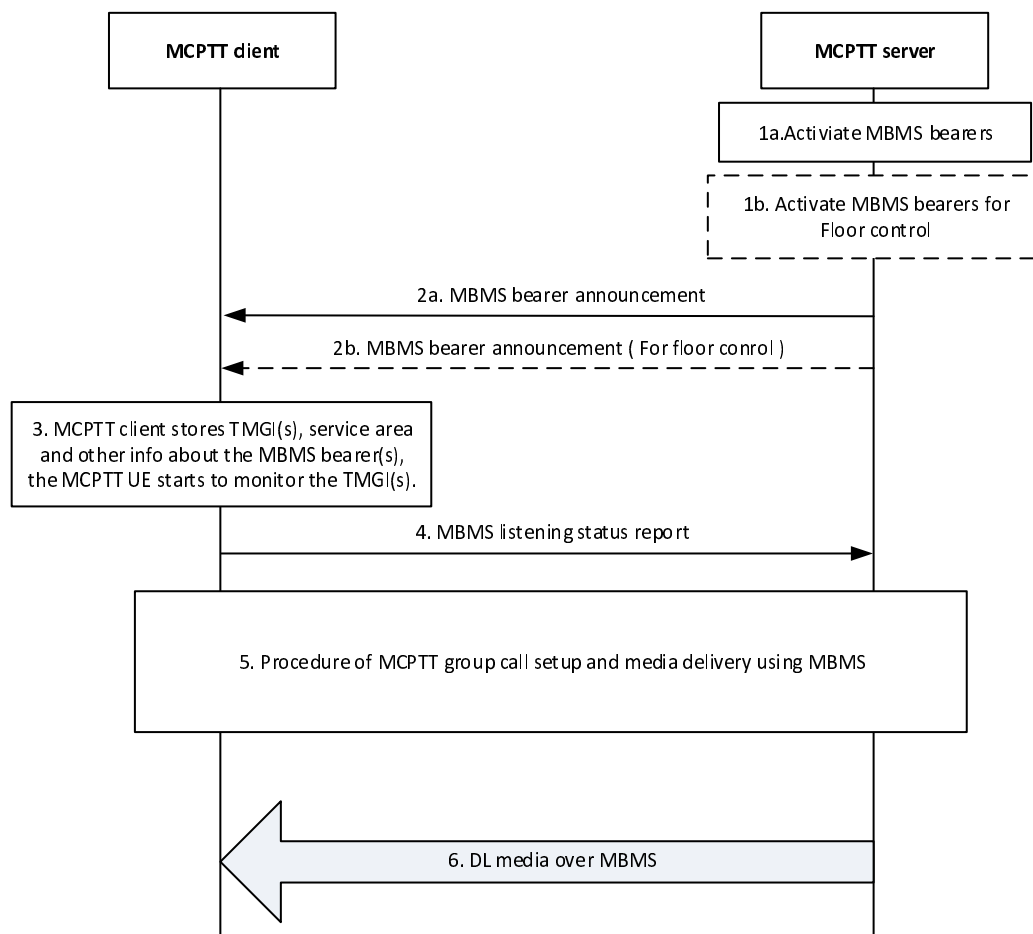 MCPTT client
MCPTT server
1a.Activiate MBMS bearers
1b. Activate MBMS bearers for
Floor control
2a. MBMS bearer announcement
2b. MBMS bearer announcement ( For floor conrol )
3. MCPTT client stores TMGI(s), service area
and other info about the MBMS bearer(s),
the MCPTT UE starts to monitor the TMGI(s).
4. MBMS listening status report
5. Procedure of MCPTT group call setup and media delivery using MBMS
6. DL media over MBMS